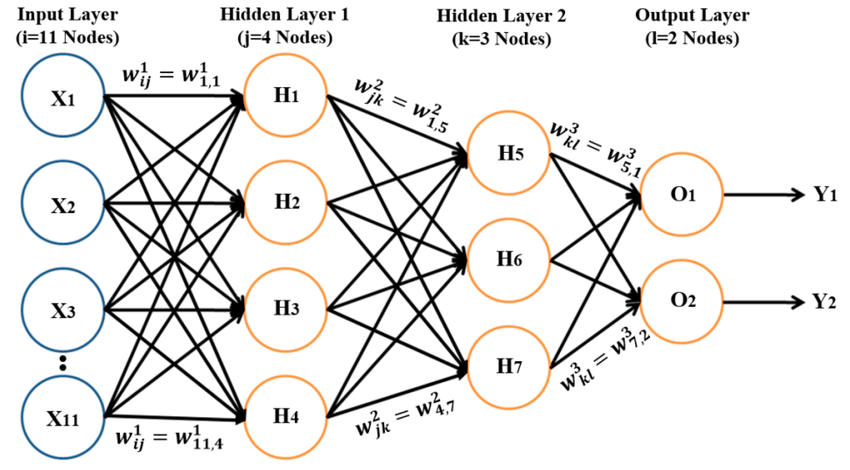 Input Layer
(i=11 Nodes)
Hidden Layer 1
(j=4 Nodes)
Hidden Layer 2
(k=3 Nodes)
Output Layer
(l=2 Nodes)
X1
X2
X3
X11
H1
H2
H3
H4
H5
H6
H7
O1
O2
Y1
Y2
w¹ᵢⱼ = w¹₁,₁
w¹ᵢⱼ = w¹₁₁,₄
w²ⱼₖ = w²₁,₅
w²ⱼₖ = w²₄,₇
w³ₖₗ = w³₅,₁
w³ₖₗ = w³₇,₂